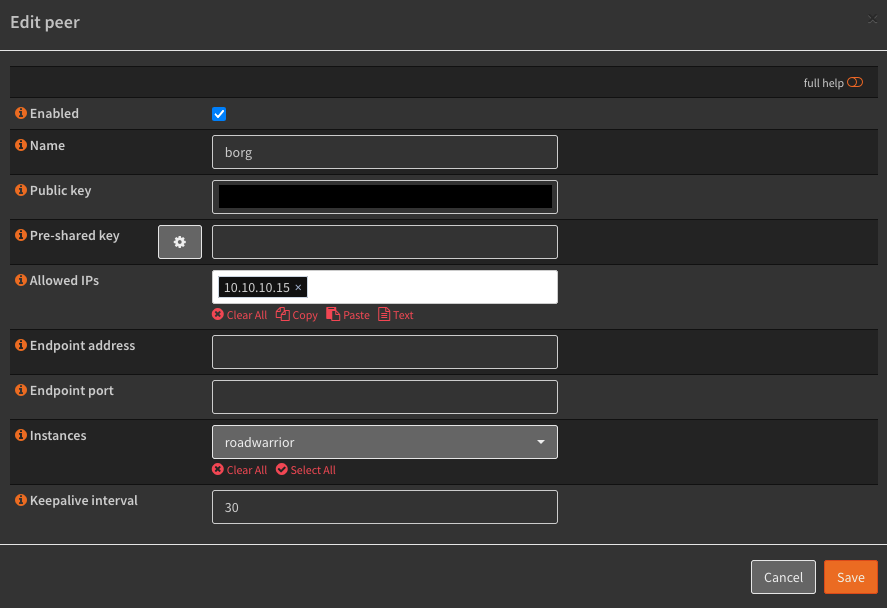 Edit peer ×
full help
Enabled
Name borg
Public key
Pre-shared key
Allowed IPs 10.10.10.15 ×
Clear All Copy Paste Text
Endpoint address
Endpoint port
Instances roadwarrior
Clear All Select All
Keepalive interval 30
Cancel Save